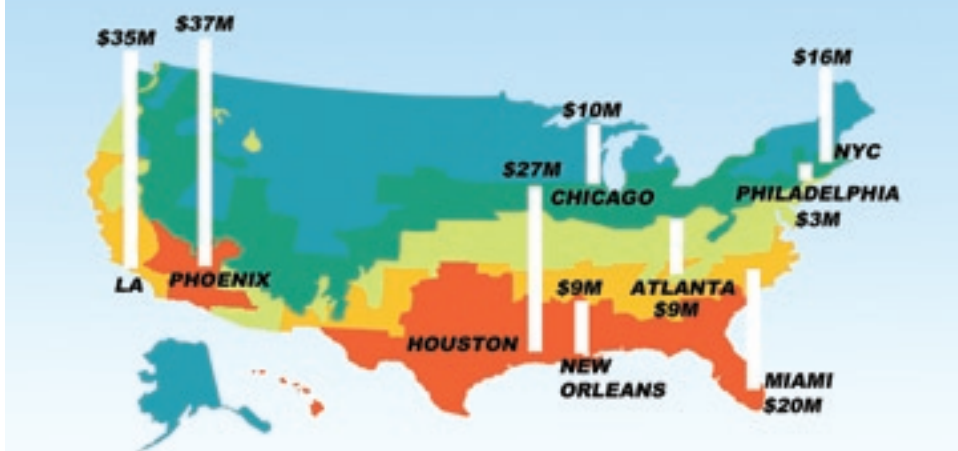 $37M
$35M
$16M
$10M
NYC
$27M
CHICAGO
PHILADELPHIA
$3M
LA
PHOENIX
$9M
ATLANTA
$9M
HOUSTON
NEW
ORLEANS
MIAMI
$20M